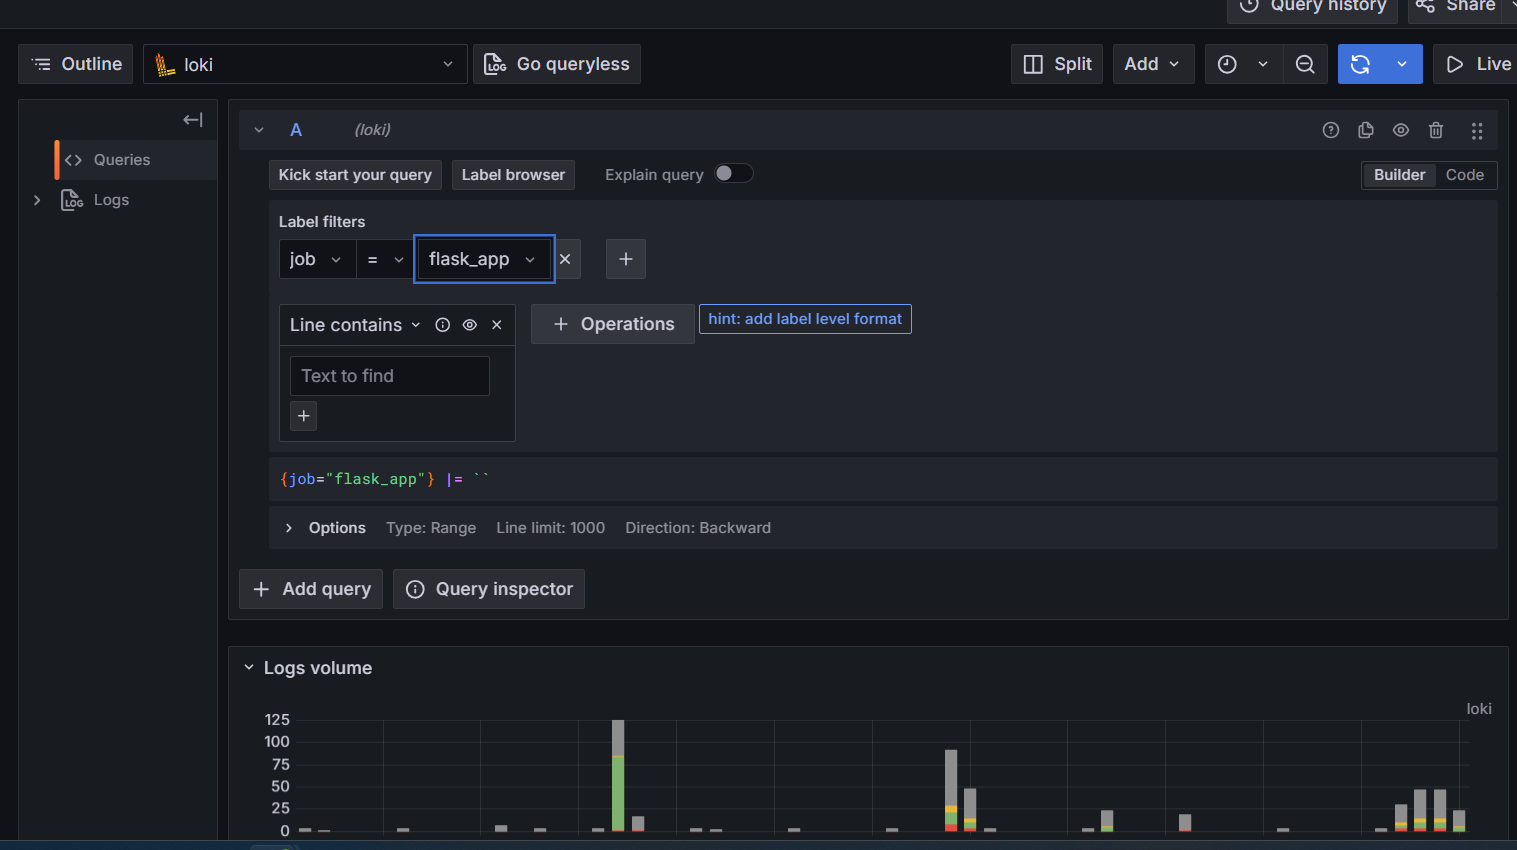 Query history
Share
Outline
loki
LOG Go queryless
Split
Add
Live
A
(loki)
Queries
LOG Logs
Kick start your query
Label browser
Explain query
Builder
Code
Label filters
job
=
flask_app
Line contains
Operations
hint: add label level format
Text to find
{job="flask_app"} |= ``
Options Type: Range Line limit: 1000 Direction: Backward
Add query
Query inspector
Logs volume
loki
125
100
75
50
25
0